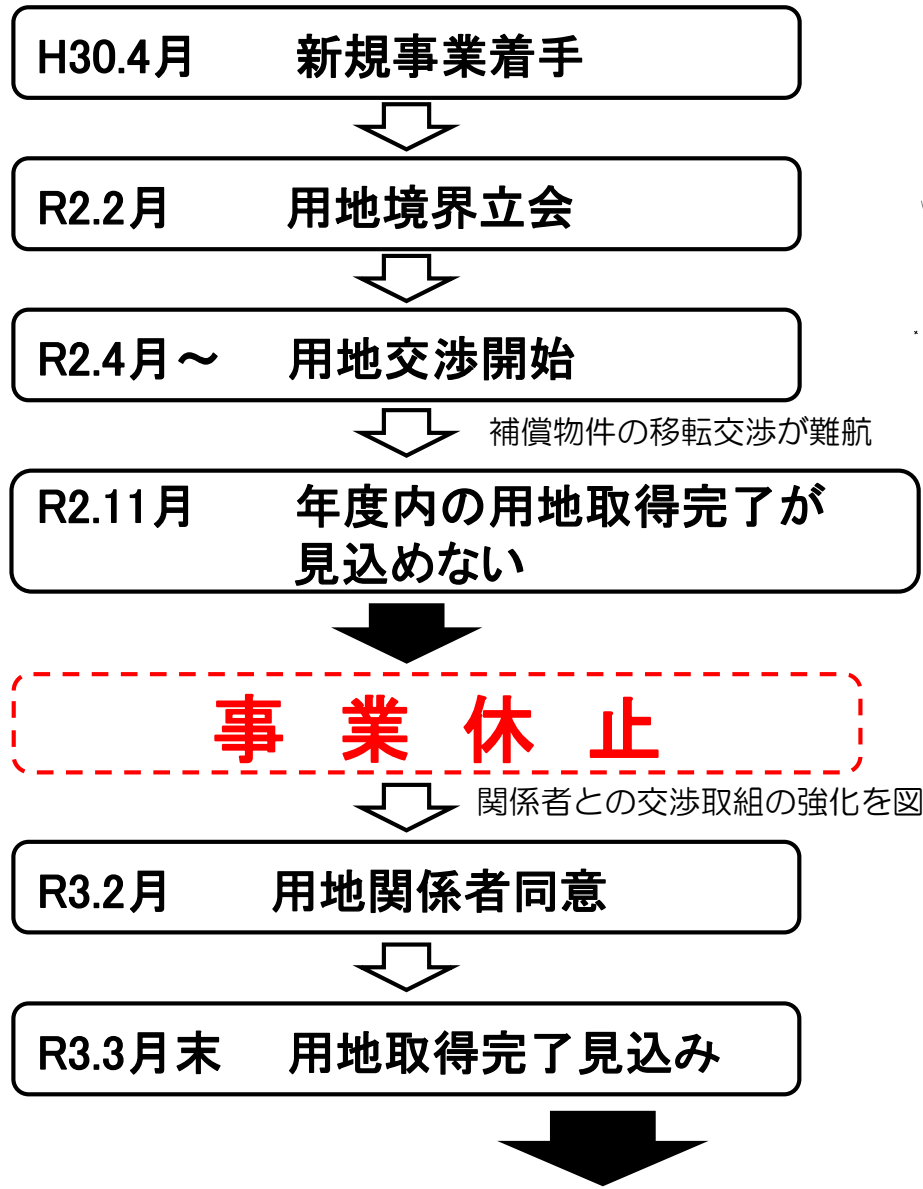 H30.4月 新規事業着手
R2.2月 用地境界立会
R2.4月～ 用地交渉開始
補償物件の移転交渉が難航
R2.11月 年度内の用地取得完了が
見込めない
事業休止
関係者との交渉取組の強化を図
R3.2月 用地関係者同意
R3.3月末 用地取得完了見込み